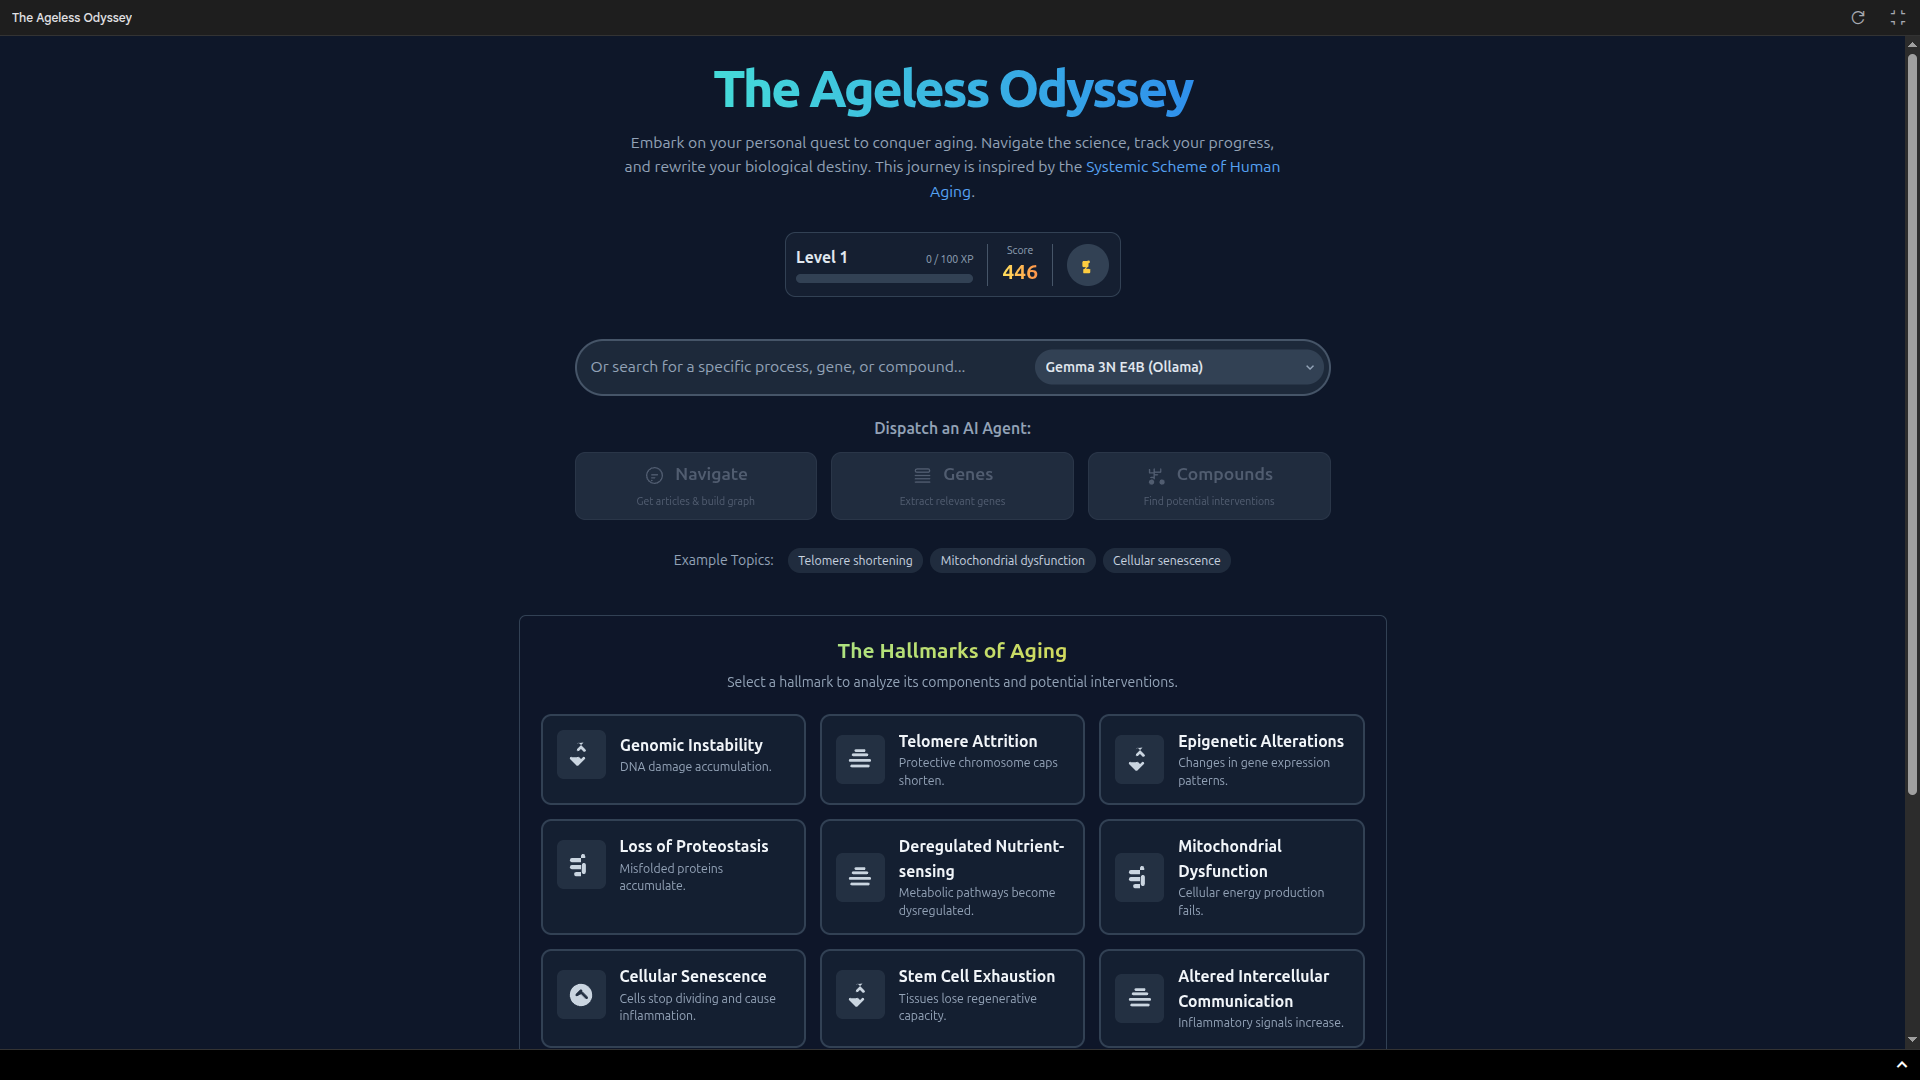 The Ageless Odyssey
The Ageless Odyssey
Embark on your personal quest to conquer aging. Navigate the science, track your progress,
and rewrite your biological destiny. This journey is inspired by the Systemic Scheme of Human
Aging.
Level 1
0 / 100 XP
Score
446
Or search for a specific process, gene, or compound...
Gemma 3N E4B (Ollama)
Dispatch an AI Agent:
Navigate
Get articles & build graph
Genes
Extract relevant genes
Compounds
Find potential interventions
Example Topics:
Telomere shortening
Mitochondrial dysfunction
Cellular senescence
The Hallmarks of Aging
Select a hallmark to analyze its components and potential interventions.
Genomic Instability
DNA damage accumulation.
Telomere Attrition
Protective chromosome caps
shorten.
Epigenetic Alterations
Changes in gene expression
patterns.
Loss of Proteostasis
Misfolded proteins
accumulate.
Deregulated Nutrient-
sensing
Metabolic pathways become
dysregulated.
Mitochondrial
Dysfunction
Cellular energy production
fails.
Cellular Senescence
Cells stop dividing and cause
inflammation.
Stem Cell Exhaustion
Tissues lose regenerative
capacity.
Altered Intercellular
Communication
Inflammatory signals increase.